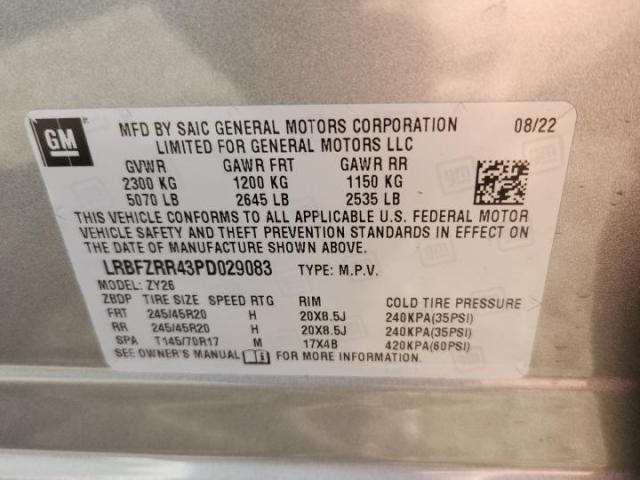 GM
MFD BY SAIC GENERAL MOTORS CORPORATION 08/22
LIMITED FOR GENERAL MOTORS LLC
GVWR GAWR FRT GAWR RR
2300 KG 1200 KG 1150 KG
5070 LB 2645 LB 2535 LB
THIS VEHICLE CONFORMS TO ALL APPLICABLE U.S. FEDERAL MOTOR
VEHICLE SAFETY AND THEFT PREVENTION STANDARDS IN EFFECT ON
THE DATE OF MANUFACTURE SHOWN ABOVE.
LRBFZRR43PD029083 TYPE: M.P.V.
MODEL: ZY26
ZBDP TIRE SIZE SPEED RTG RIM COLD TIRE PRESSURE
FRT 245/45R20 H 20X8.5J 240KPA(35PSI)
RR 245/45R20 H 20X8.5J 240KPA(35PSI)
SPA T145/70R17 M 17X4B 420KPA(60PSI)
SEE OWNER'S MANUAL i FOR MORE INFORMATION.